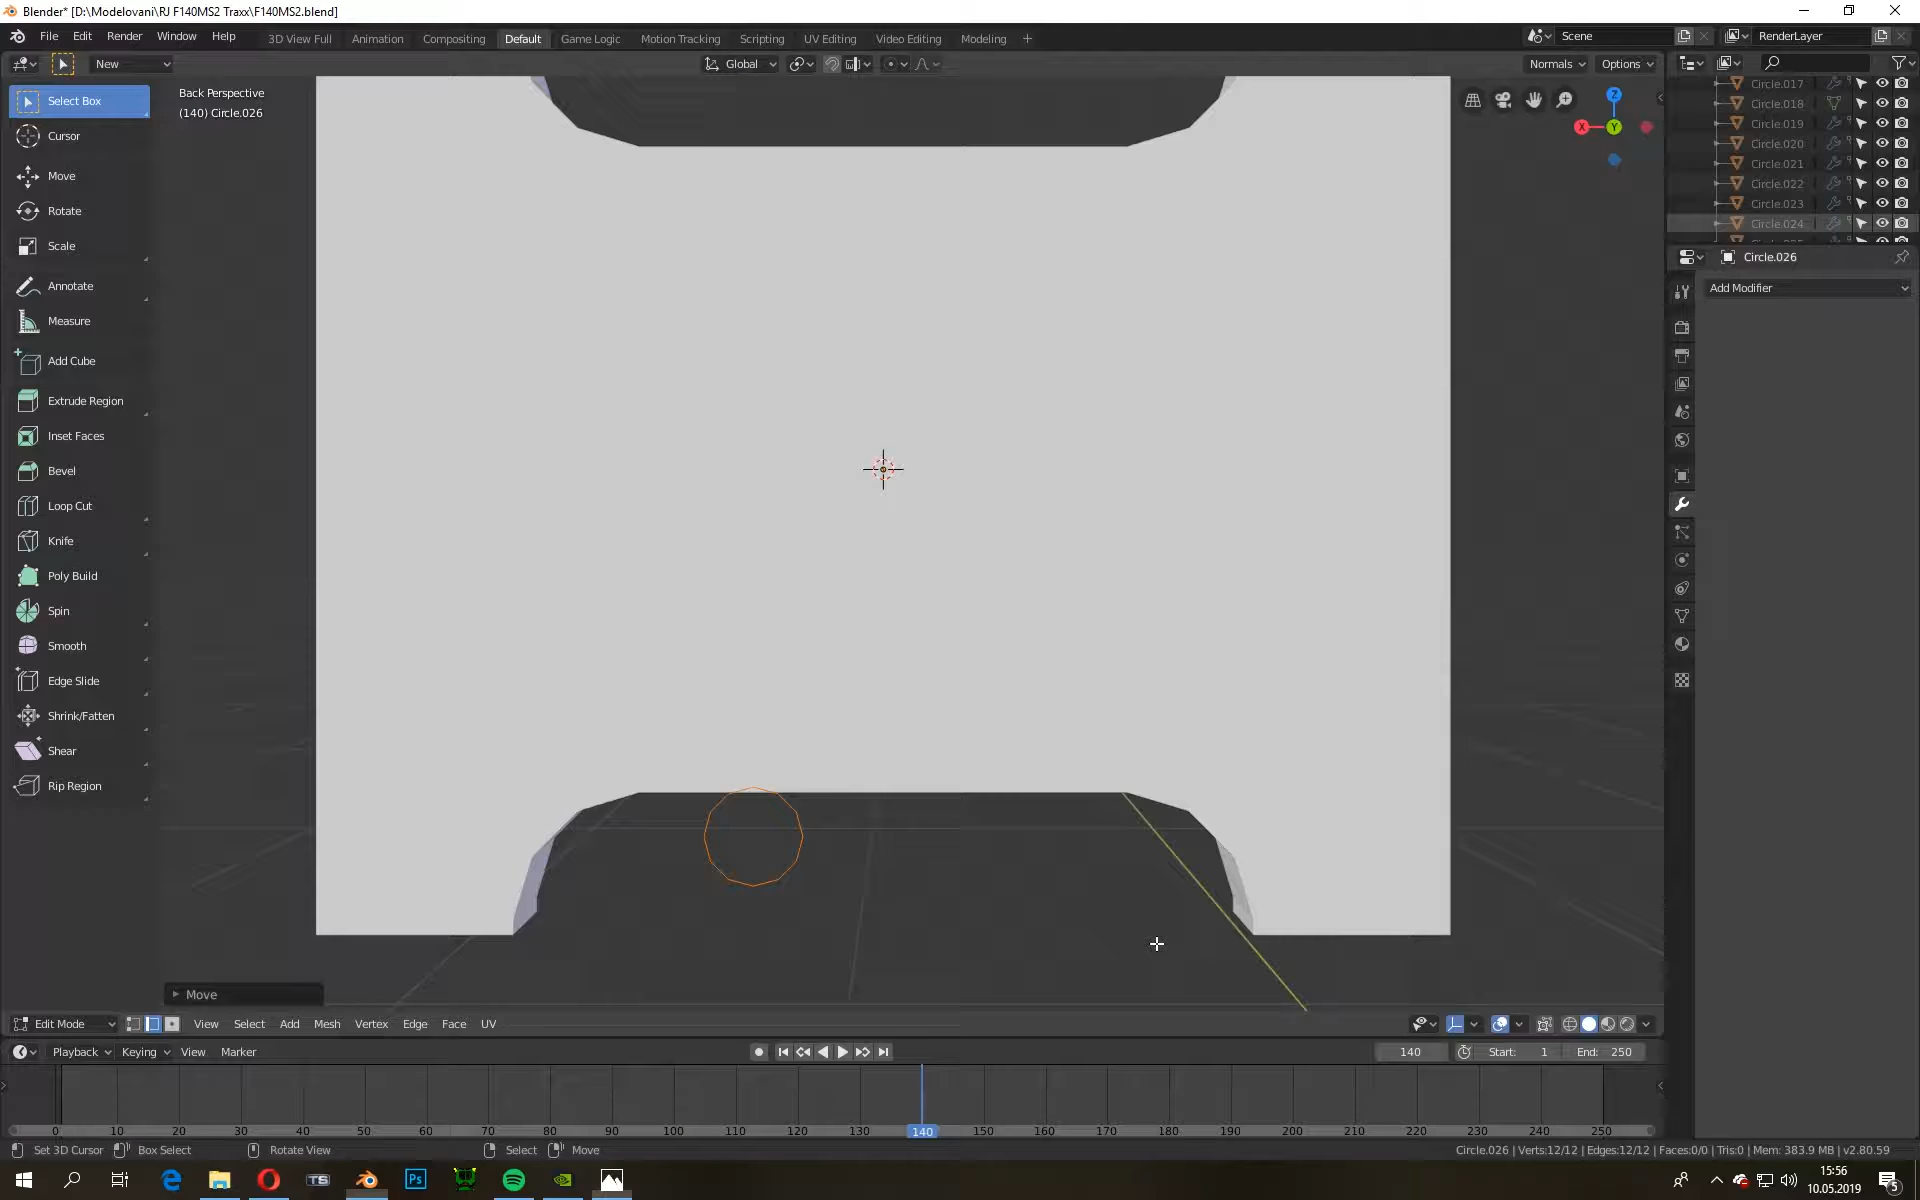 Blender* [D:\Modelovani\RJ F140MS2 Traxx\F140MS2.blend]
File Edit Render Window Help
3D View Full Animation Compositing Default Game Logic Motion Tracking Scripting UV Editing Video Editing Modeling +
Scene
RenderLayer
New
Global
Normals
Options
Select Box
Cursor
Move
Rotate
Scale
Annotate
Measure
Add Cube
Extrude Region
Inset Faces
Bevel
Loop Cut
Knife
Poly Build
Spin
Smooth
Edge Slide
Shrink/Fatten
Shear
Rip Region
Back Perspective
(140) Circle.026
Z
X
Y
Circle.017
Circle.018
Circle.019
Circle.020
Circle.021
Circle.022
Circle.023
Circle.024
Circle.026
Add Modifier
Move
Edit Mode View Select Add Mesh Vertex Edge Face UV
Playback Keying View Marker
140
Start: 1
End: 250
0 10 20 30 40 50 60 70 80 90 100 110 120 130 140 150 160 170 180 190 200 210 220 230 240 250
Set 3D Cursor Box Select Rotate View Select Move
Circle.026 | Verts:12/12 | Edges:12/12 | Faces:0/0 | Tris:0 | Mem: 383.9 MB | v2.80.59
TS
Ps
15:56
10.05.2019
5